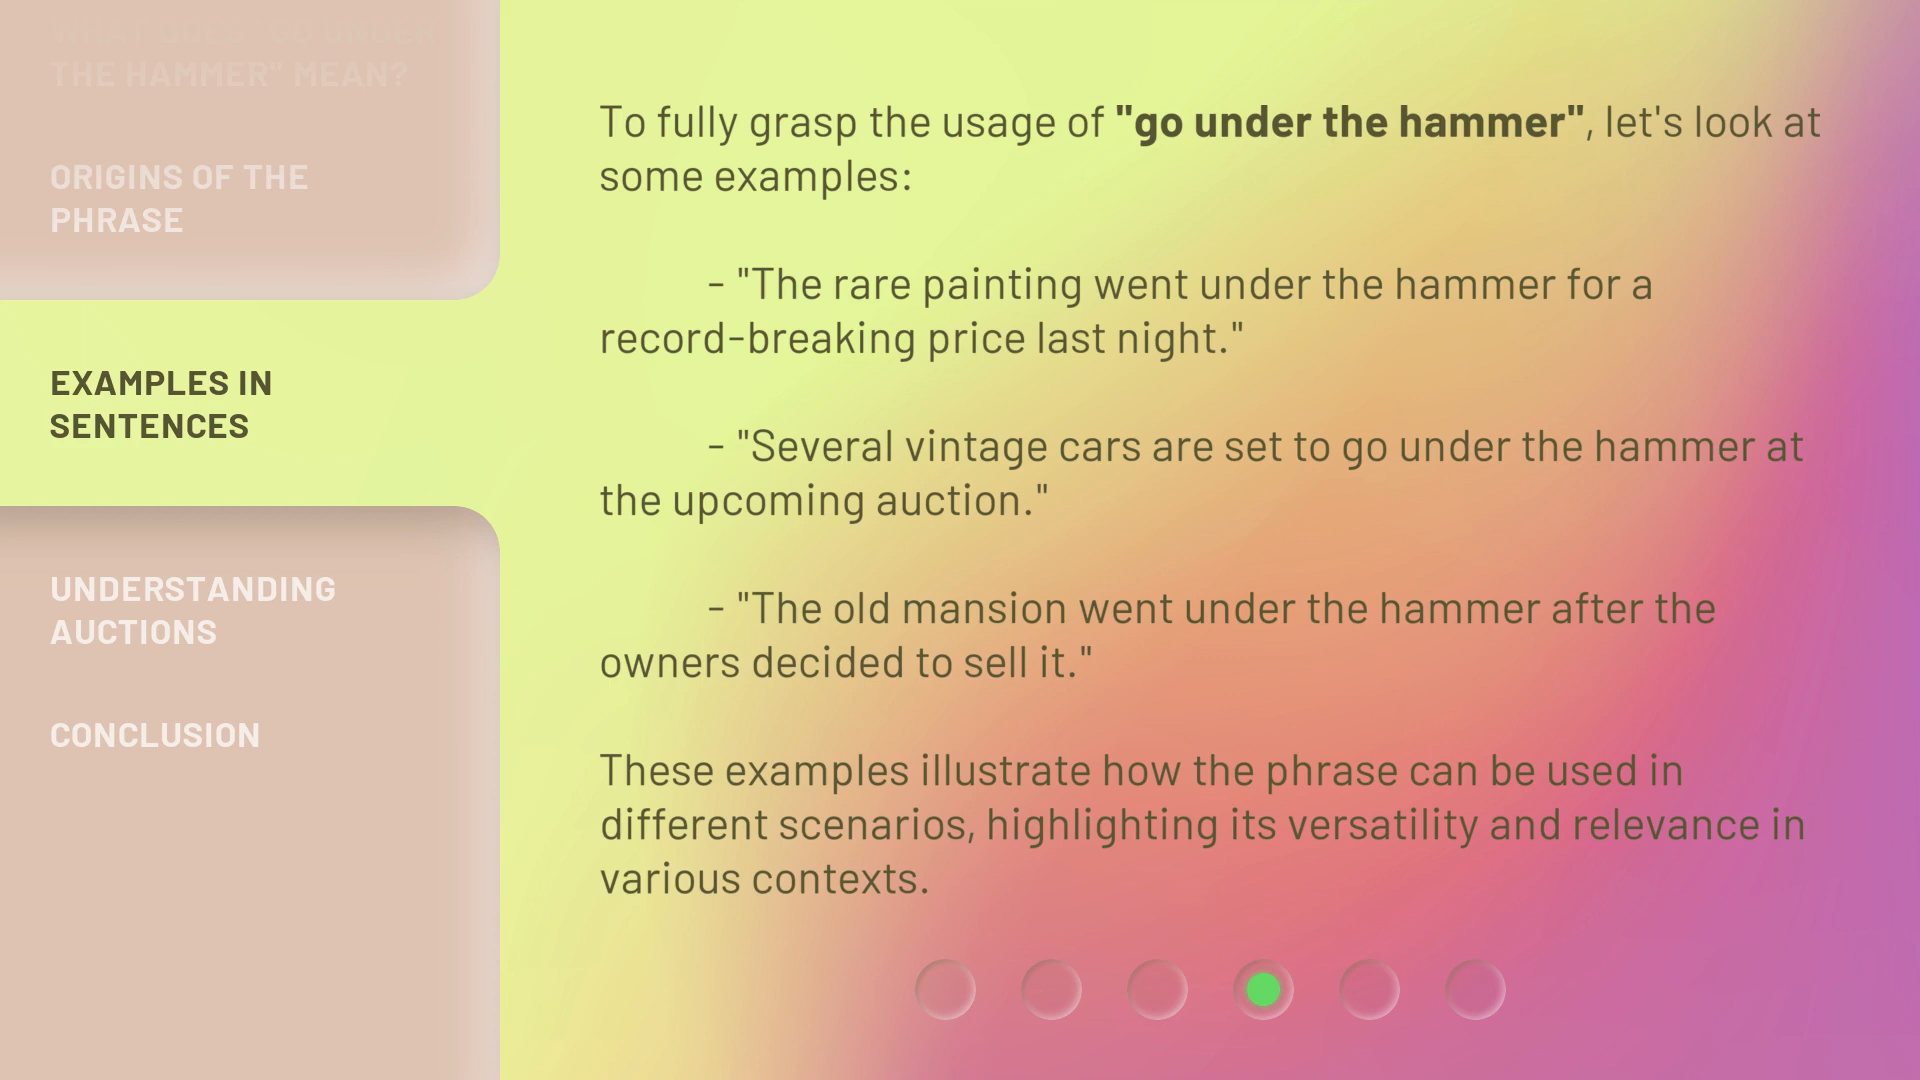 WHAT DOES "GO UNDER
THE HAMMER" MEAN?
ORIGINS OF THE
PHRASE
EXAMPLES IN
SENTENCES
UNDERSTANDING
AUCTIONS
CONCLUSION
To fully grasp the usage of "go under the hammer", let's look at
some examples:
- "The rare painting went under the hammer for a
record-breaking price last night."
- "Several vintage cars are set to go under the hammer at
the upcoming auction."
- "The old mansion went under the hammer after the
owners decided to sell it."
These examples illustrate how the phrase can be used in
different scenarios, highlighting its versatility and relevance in
various contexts.